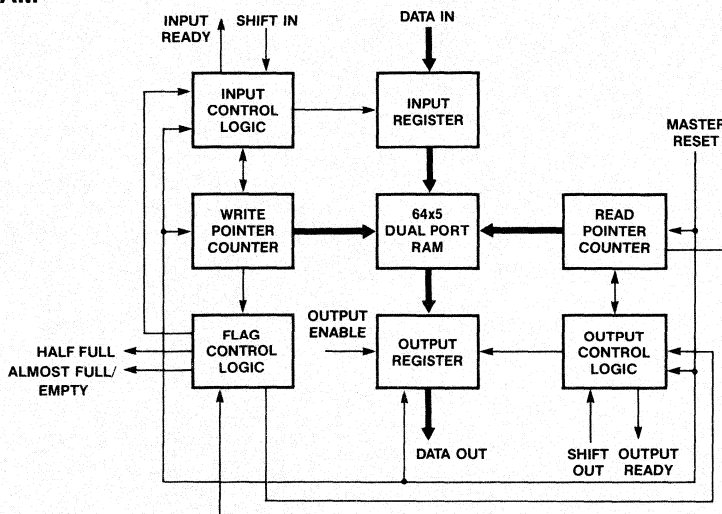 INPUT
READY
SHIFT IN
DATA IN
INPUT
CONTROL
LOGIC
INPUT
REGISTER
MASTER
RESET
WRITE
POINTER
COUNTER
64x5
DUAL PORT
RAM
READ
POINTER
COUNTER
OUTPUT
ENABLE
FLAG
CONTROL
LOGIC
OUTPUT
REGISTER
OUTPUT
CONTROL
LOGIC
HALF FULL
ALMOST FULL/
EMPTY
DATA OUT
SHIFT
OUT
OUTPUT
READY